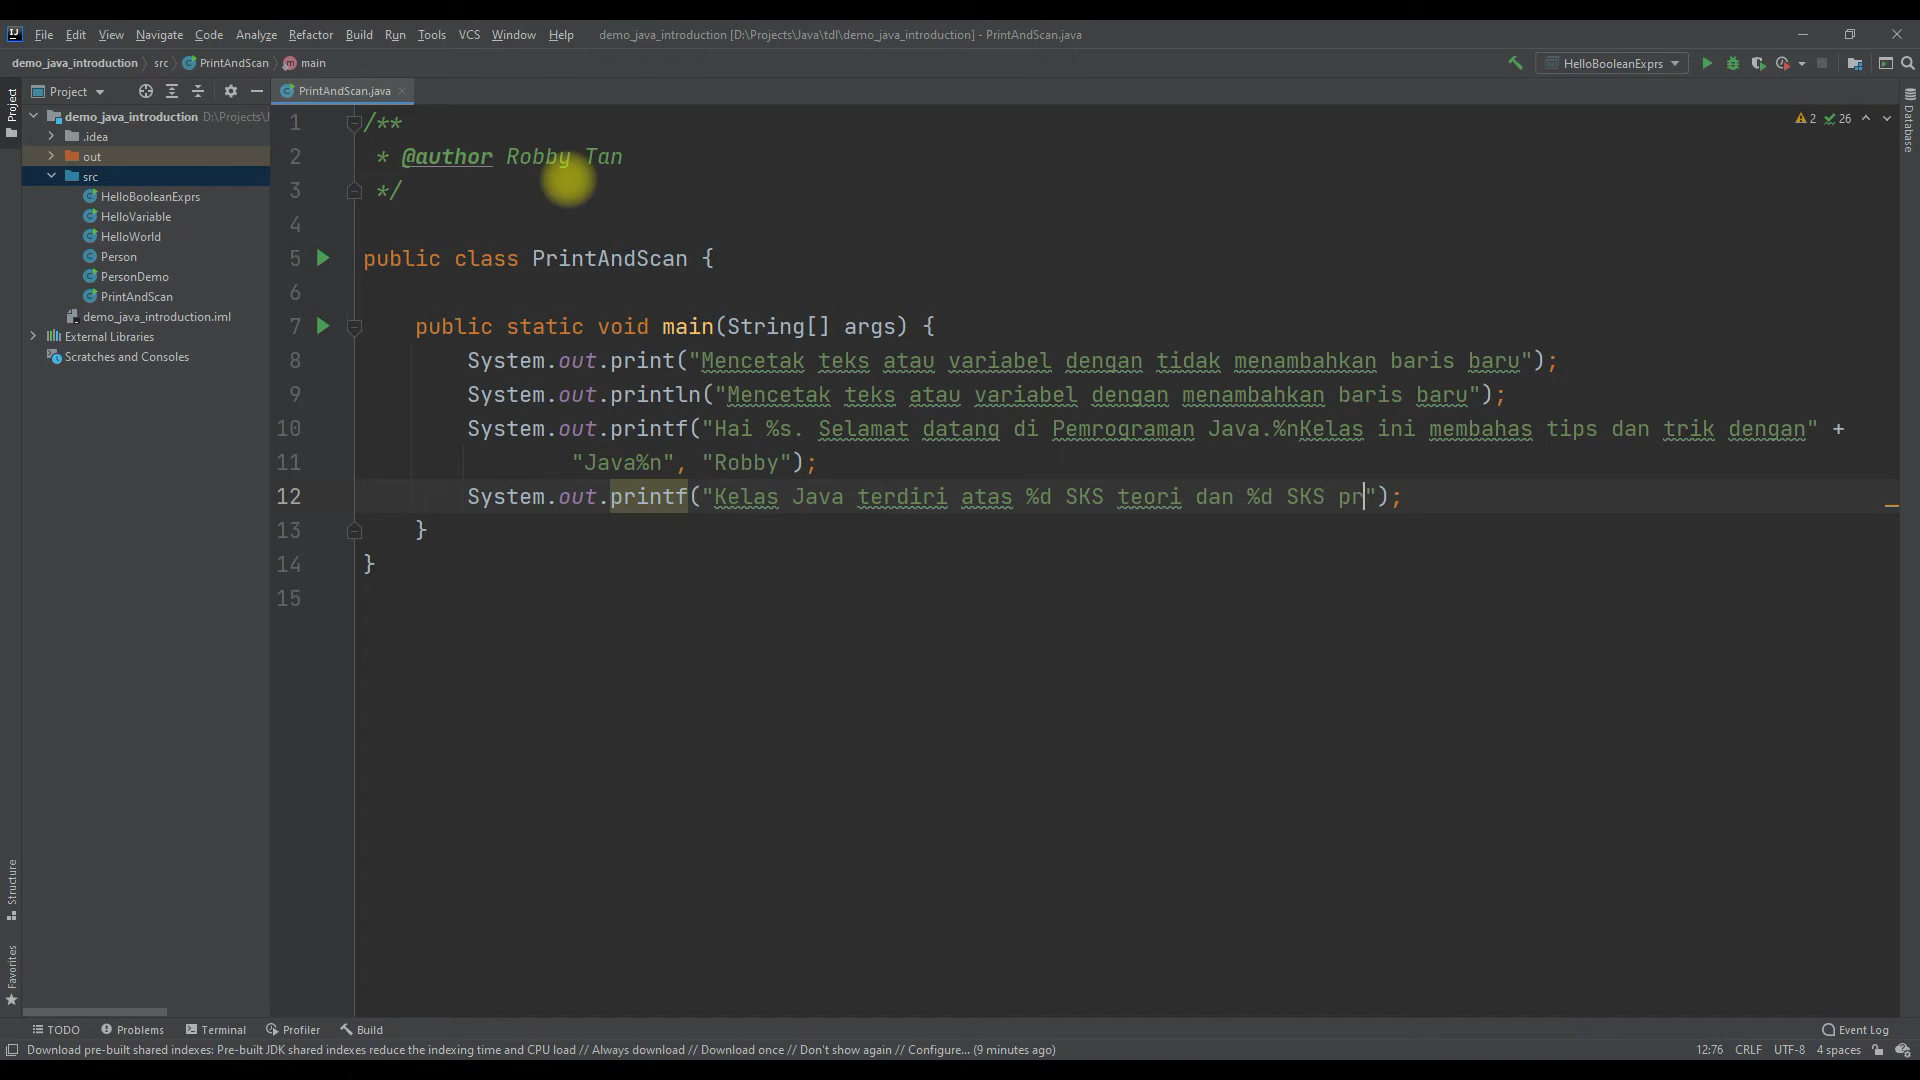 File Edit View Navigate Code Analyze Refactor Build Run Tools VCS Window Help demo_java_introduction [D:\Projects\Java\tdl\demo_java_introduction] - PrintAndScan.java
demo_java_introduction src PrintAndScan main HelloBooleanExprs
Project
PrintAndScan.java
Project
demo_java_introduction D:\Projects\J
.idea
out
src
HelloBooleanExprs
HelloVariable
HelloWorld
Person
PersonDemo
PrintAndScan
demo_java_introduction.iml
External Libraries
Scratches and Consoles
Structure
Favorites
2 26
Database
1 /**
2 * @author Robby Tan
3 */
4
5 public class PrintAndScan {
6
7 public static void main(String[] args) {
8 System.out.print("Mencetak teks atau variabel dengan tidak menambahkan baris baru");
9 System.out.println("Mencetak teks atau variabel dengan menambahkan baris baru");
10 System.out.printf("Hai %s. Selamat datang di Pemrograman Java.%nKelas ini membahas tips dan trik dengan" +
11 "Java%n", "Robby");
12 System.out.printf("Kelas Java terdiri atas %d SKS teori dan %d SKS pr");
13 }
14 }
15
TODO Problems Terminal Profiler Build Event Log
Download pre-built shared indexes: Pre-built JDK shared indexes reduce the indexing time and CPU load // Always download // Download once // Don't show again // Configure... (9 minutes ago) 12:76 CRLF UTF-8 4 spaces